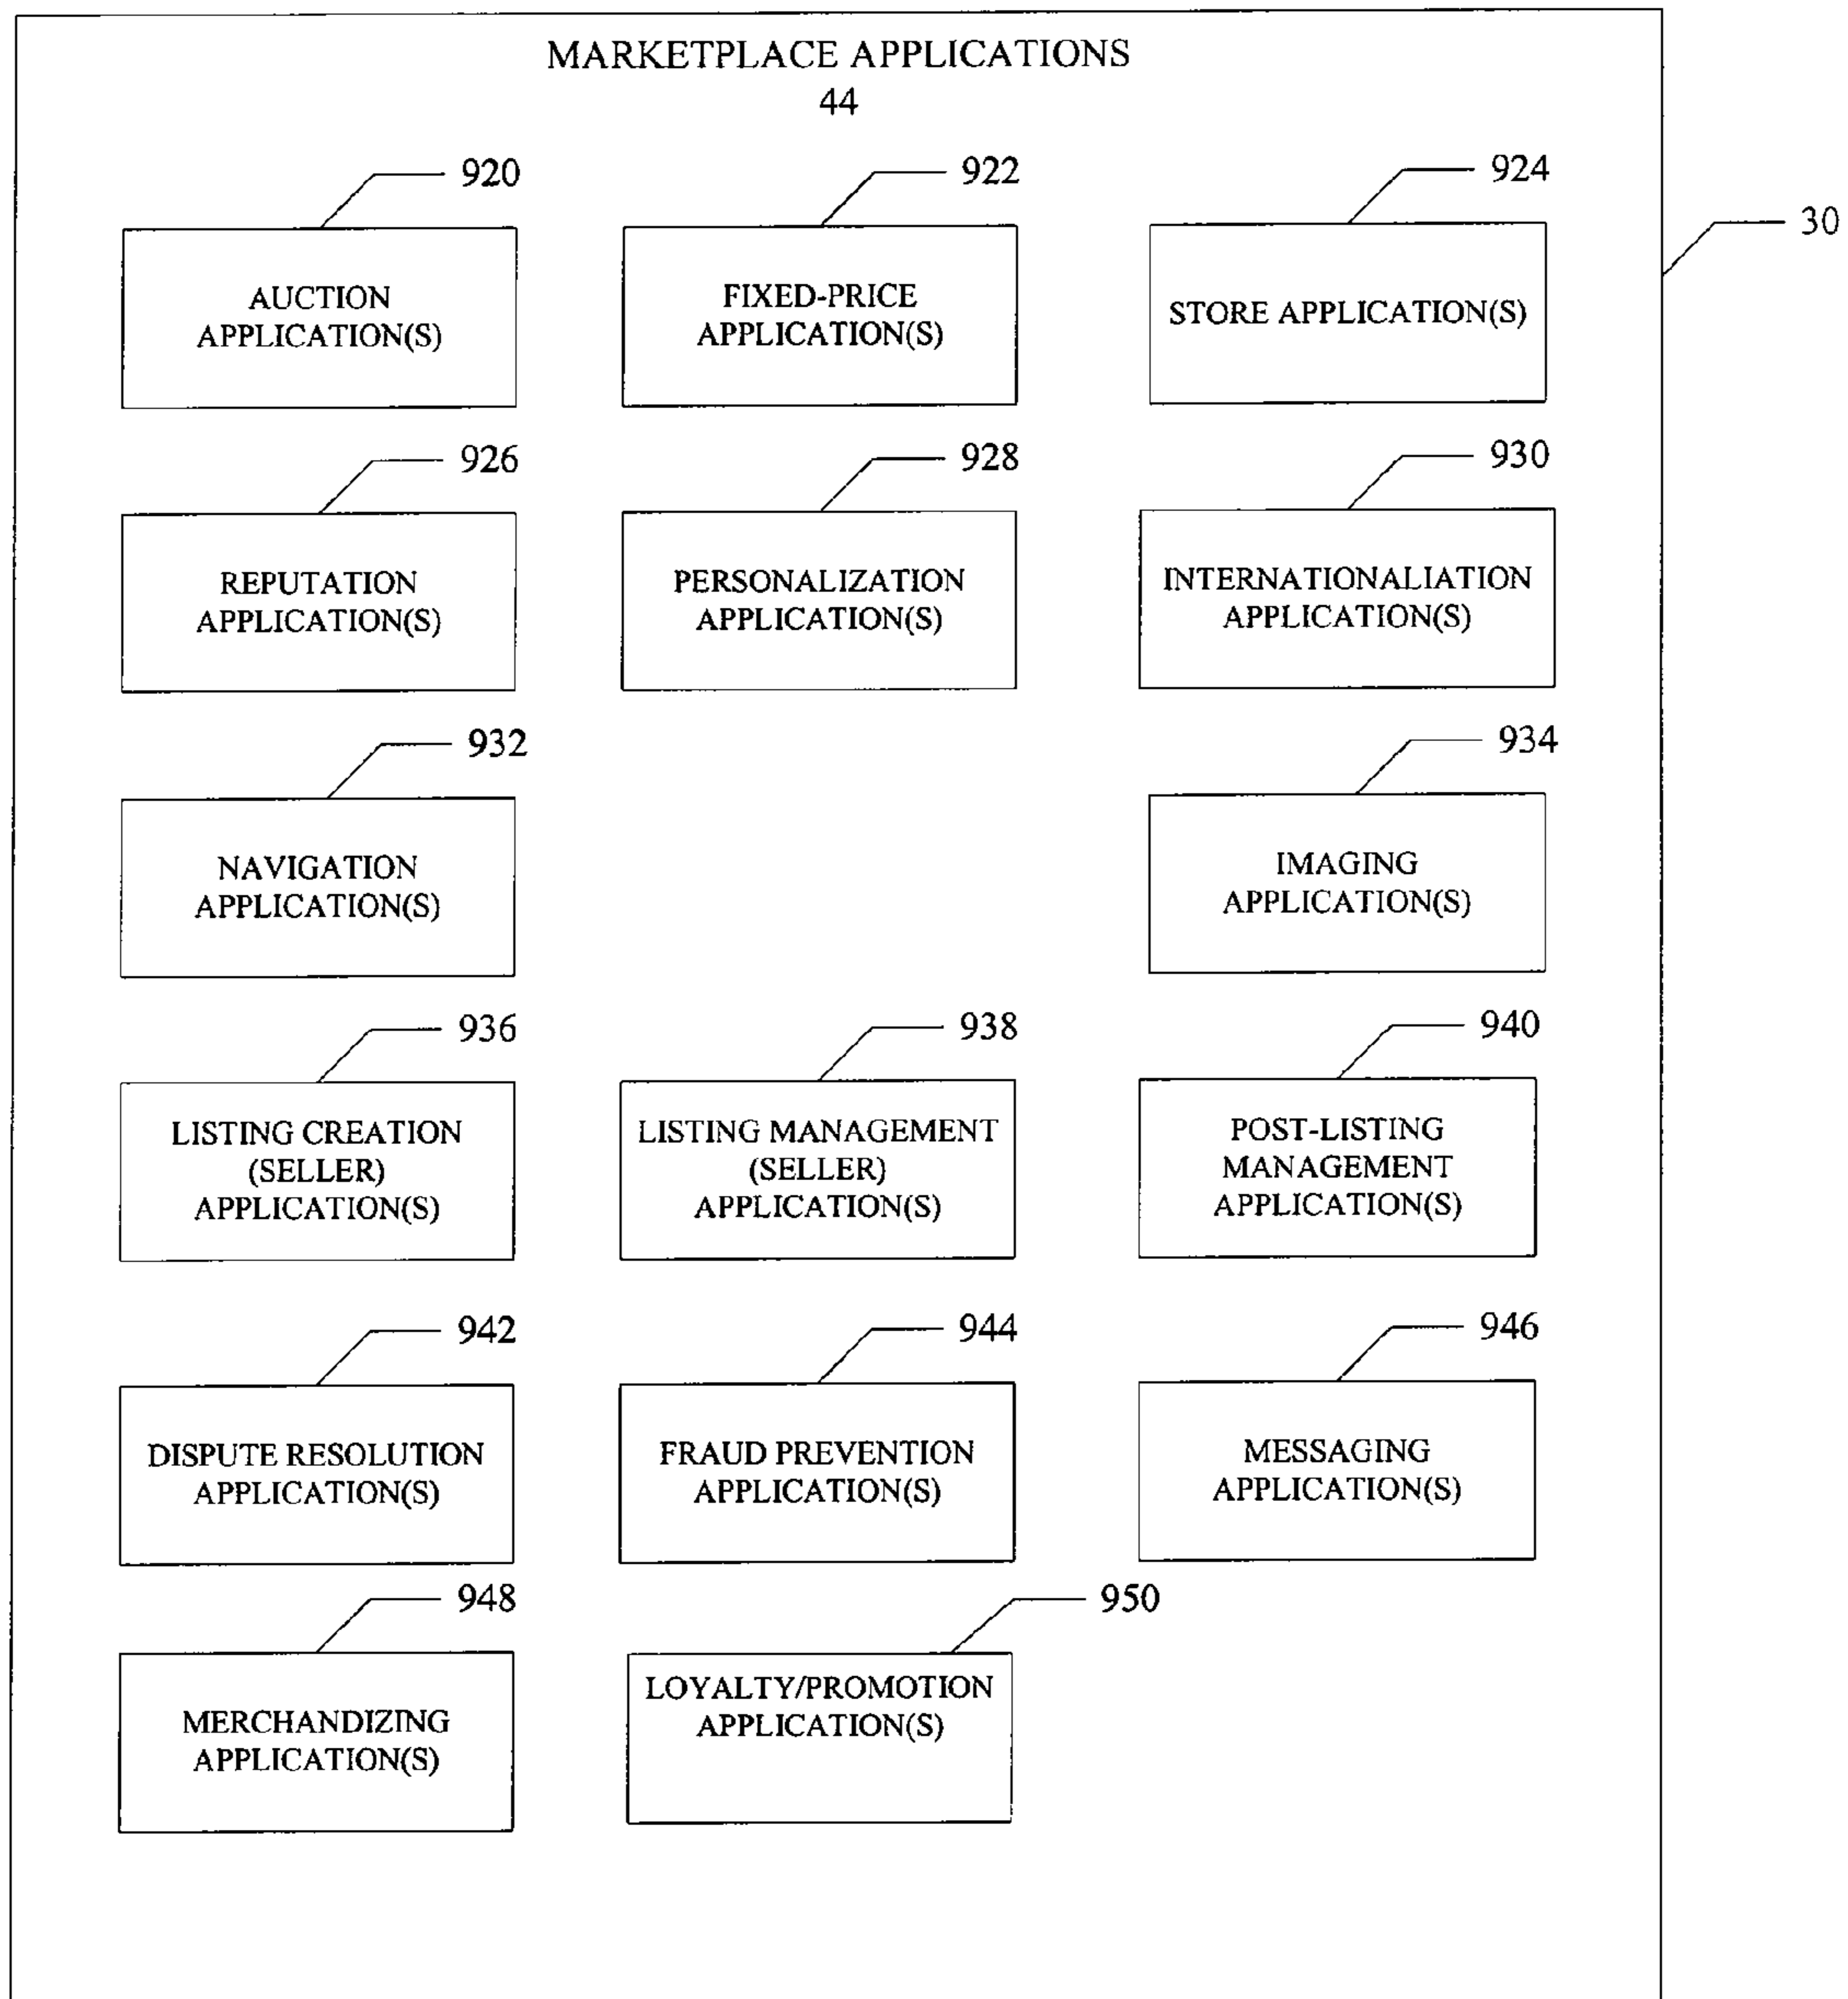 MARKETPLACE APPLICATIONS
44
920
922
924
30
AUCTION
APPLICATION(S)
FIXED-PRICE
APPLICATION(S)
STORE APPLICATION(S)
926
928
930
REPUTATION
APPLICATION(S)
PERSONALIZATION
APPLICATION(S)
INTERNATIONALIATION
APPLICATION(S)
932
934
NAVIGATION
APPLICATION(S)
IMAGING
APPLICATION(S)
936
938
940
LISTING CREATION
(SELLER)
APPLICATION(S)
LISTING MANAGEMENT
(SELLER)
APPLICATION(S)
POST-LISTING
MANAGEMENT
APPLICATION(S)
942
944
946
DISPUTE RESOLUTION
APPLICATION(S)
FRAUD PREVENTION
APPLICATION(S)
MESSAGING
APPLICATION(S)
948
950
MERCHANDIZING
APPLICATION(S)
LOYALTY/PROMOTION
APPLICATION(S)